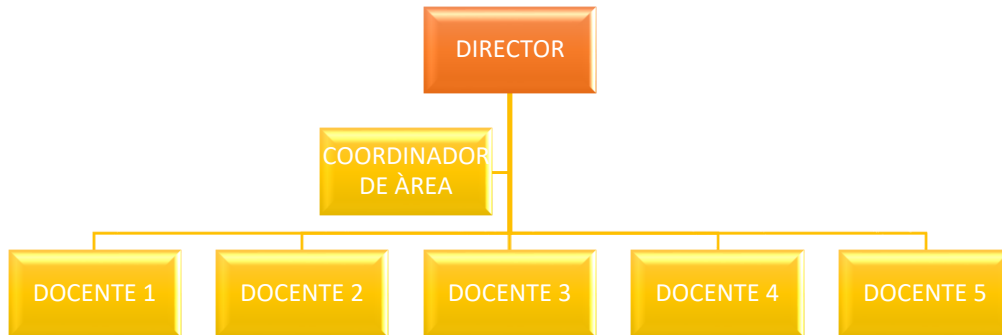 DIRECTOR
COORDINADOR
DE ÀREA
DOCENTE 1
DOCENTE 2
DOCENTE 3
DOCENTE 4
DOCENTE 5